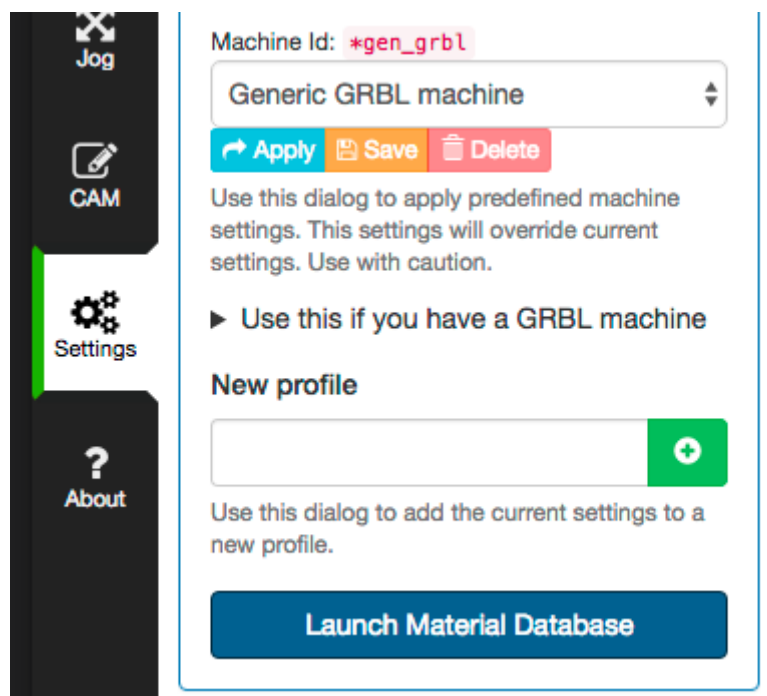 Jog
CAM
Settings
?
About
Machine Id: *gen_grbl
Generic GRBL machine
Apply Save Delete
Use this dialog to apply predefined machine
settings. This settings will override current
settings. Use with caution.
Use this if you have a GRBL machine
New profile
Use this dialog to add the current settings to a
new profile.
Launch Material Database